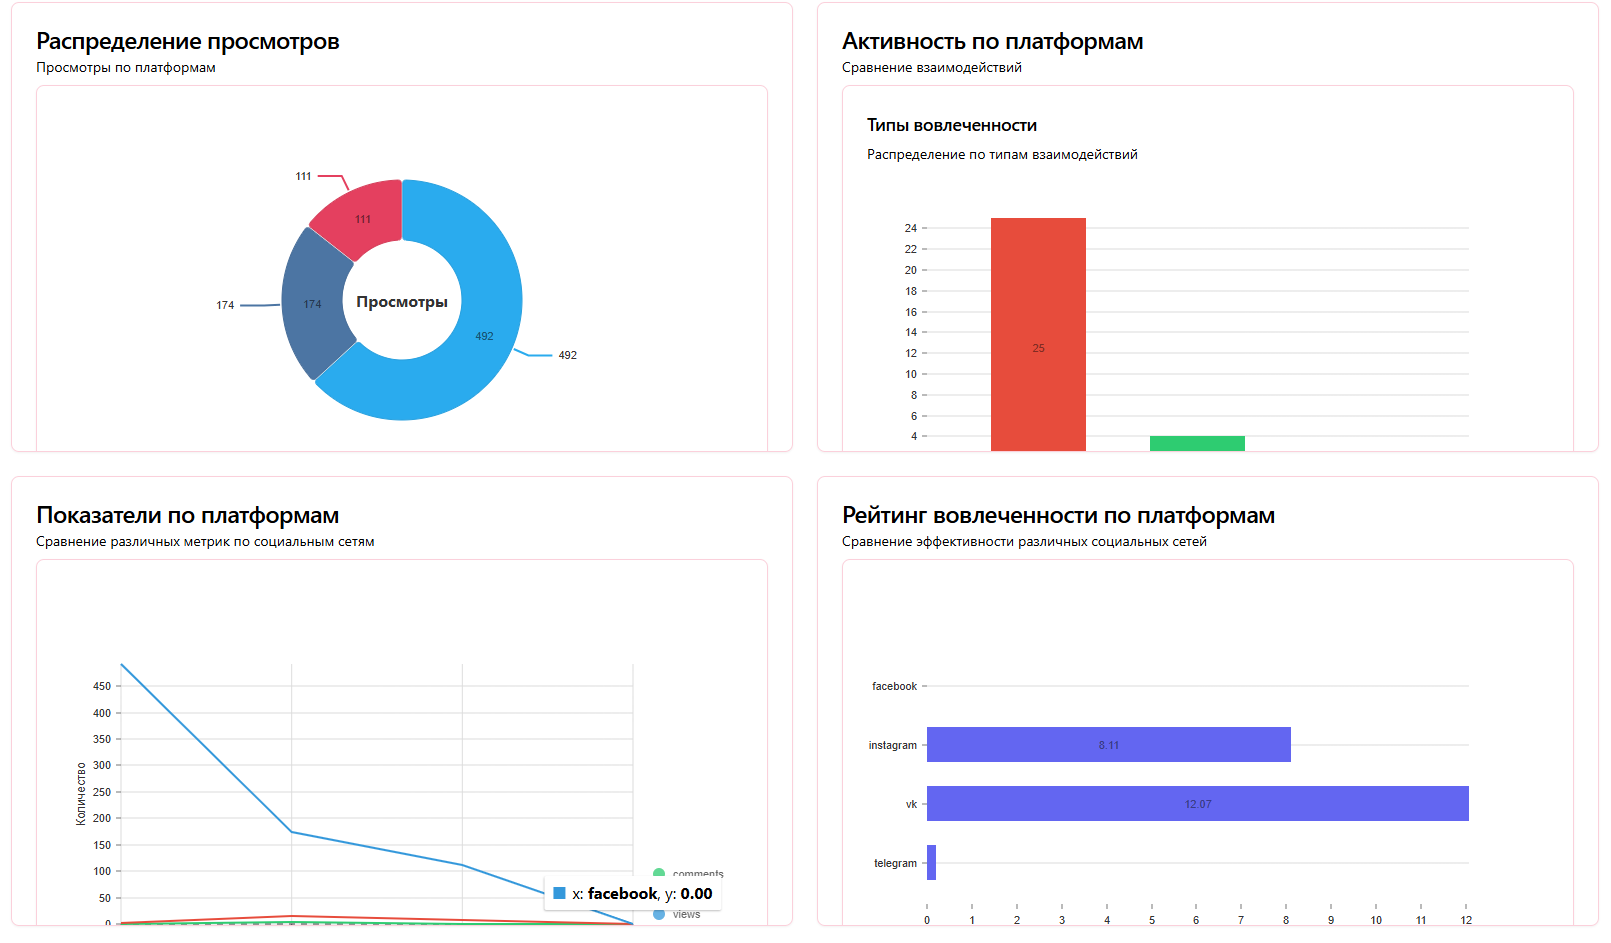 Распределение просмотров
Просмотры по платформам
111
111
174
174
Просмотры
492
492
Активность по платформам
Сравнение взаимодействий
Типы вовлеченности
Распределение по типам взаимодействий
24
22
20
18
16
14
12
10
8
6
4
25
Показатели по платформам
Сравнение различных метрик по социальным сетям
Количество
450
400
350
300
250
200
150
100
50
0
comments
x: facebook, y: 0.00
views
Рейтинг вовлеченности по платформам
Сравнение эффективности различных социальных сетей
facebook
instagram
8.11
vk
12.07
telegram
0 1 2 3 4 5 6 7 8 9 10 11 12